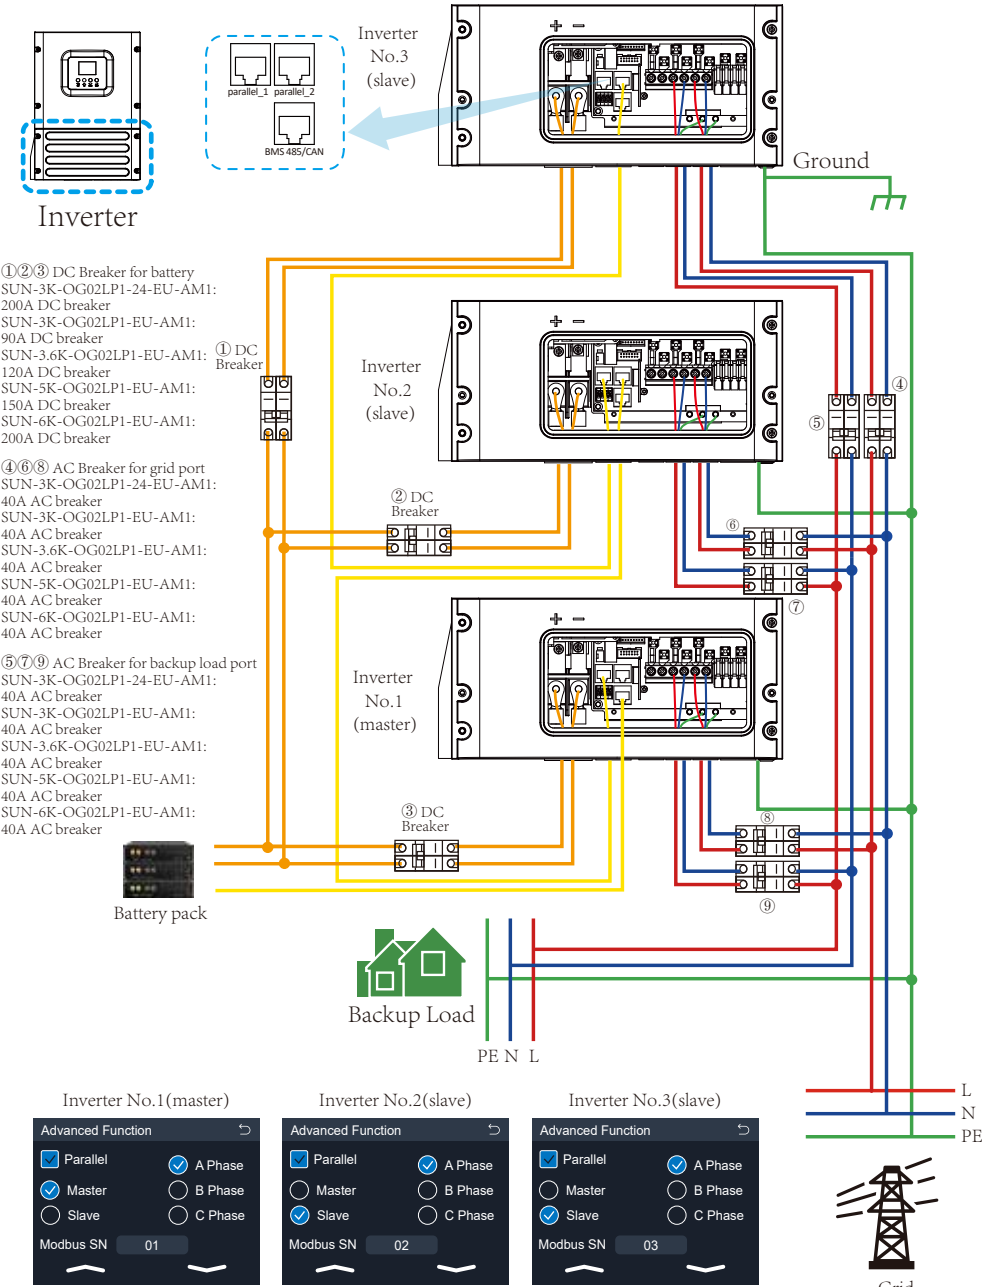 Inverter
No.3
(slave)
parallel_1 parallel_2
BMS 485/CAN
+ −
Ground
Inverter
①②③ DC Breaker for battery
SUN-3K-OG02LP1-24-EU-AM1:
200A DC breaker
SUN-3K-OG02LP1-EU-AM1:
90A DC breaker
SUN-3.6K-OG02LP1-EU-AM1:
120A DC breaker
SUN-5K-OG02LP1-EU-AM1:
150A DC breaker
SUN-6K-OG02LP1-EU-AM1:
200A DC breaker
① DC
Breaker
+ −
Inverter
No.2
(slave)
④
⑤
④⑥⑧ AC Breaker for grid port
SUN-3K-OG02LP1-24-EU-AM1:
40A AC breaker
SUN-3K-OG02LP1-EU-AM1:
40A AC breaker
SUN-3.6K-OG02LP1-EU-AM1:
40A AC breaker
SUN-5K-OG02LP1-EU-AM1:
40A AC breaker
SUN-6K-OG02LP1-EU-AM1:
40A AC breaker
② DC
Breaker
⑥
⑦
+ −
Inverter
No.1
(master)
⑤⑦⑨ AC Breaker for backup load port
SUN-3K-OG02LP1-24-EU-AM1:
40A AC breaker
SUN-3K-OG02LP1-EU-AM1:
40A AC breaker
SUN-3.6K-OG02LP1-EU-AM1:
40A AC breaker
SUN-5K-OG02LP1-EU-AM1:
40A AC breaker
SUN-6K-OG02LP1-EU-AM1:
40A AC breaker
③ DC
Breaker
⑧
⑨
Battery pack
Backup Load
PE N L
L
N
PE
Inverter No.1(master)
Advanced Function
Parallel
A Phase
Master
B Phase
Slave
C Phase
Modbus SN 01
Inverter No.2(slave)
Advanced Function
Parallel
A Phase
Master
B Phase
Slave
C Phase
Modbus SN 02
Inverter No.3(slave)
Advanced Function
Parallel
A Phase
Master
B Phase
Slave
C Phase
Modbus SN 03
Grid